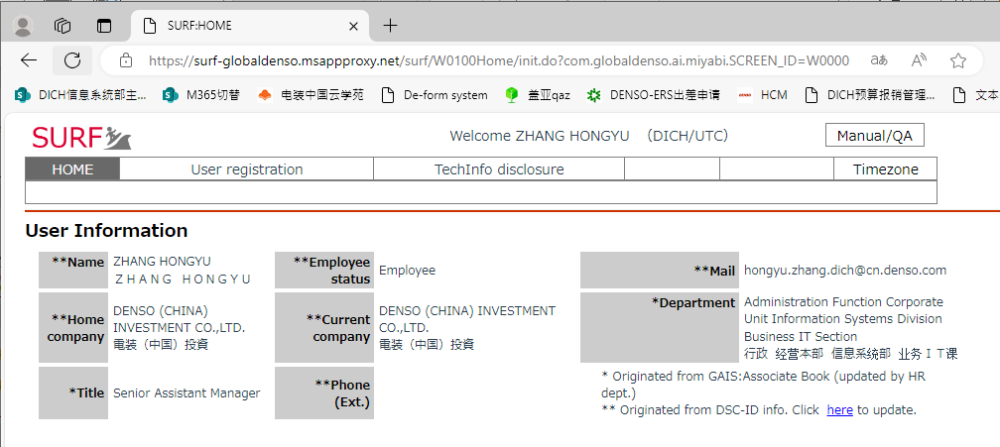 SURF:HOME
https://surf-globaldenso.msappproxy.net/surf/W0100Home/init.do?com.globaldenso.ai.miyabi.SCREEN_ID=W0000
DICH信息系统部主... M365切替 电装中国云学苑 De-form system 盖亚qaz DENSO-ERS出差申请 HCM DICH预算报销管理... 文本
SURF Welcome ZHANG HONGYU （DICH/UTC） Manual/QA
HOME User registration TechInfo disclosure Timezone
User Information
**Name ZHANG HONGYU
ＺＨＡＮＧ ＨＯＮＧＹＵ
**Employee status Employee
**Mail hongyu.zhang.dich@cn.denso.com
**Home company
DENSO (CHINA)
INVESTMENT CO.,LTD.
電装（中国）投資
**Current company
DENSO (CHINA) INVESTMENT
CO.,LTD.
電装（中国）投資
*Department
Administration Function Corporate
Unit Information Systems Division
Business IT Section
行政 经营本部 信息系统部 业务ＩＴ课
*Title Senior Assistant Manager
**Phone (Ext.)
* Originated from GAIS:Associate Book (updated by HR
dept.)
** Originated from DSC-ID info. Click here to update.